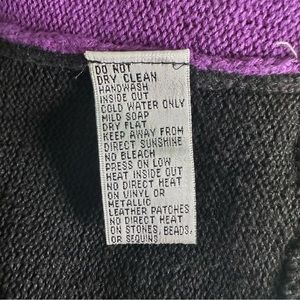 DO NOT
DRY CLEAN
HANDWASH
INSIDE OUT
COLD WATER ONLY
MILD SOAP
DRY FLAT
KEEP AWAY FROM
DIRECT SUNSHINE
NO BLEACH
PRESS ON LOW
HEAT INSIDE OUT
NO DIRECT HEAT
ON VINYL OR
METALLIC
LEATHER PATCHES
NO DIRECT HEAT
ON STONES, BEADS,
OR SEQUINS